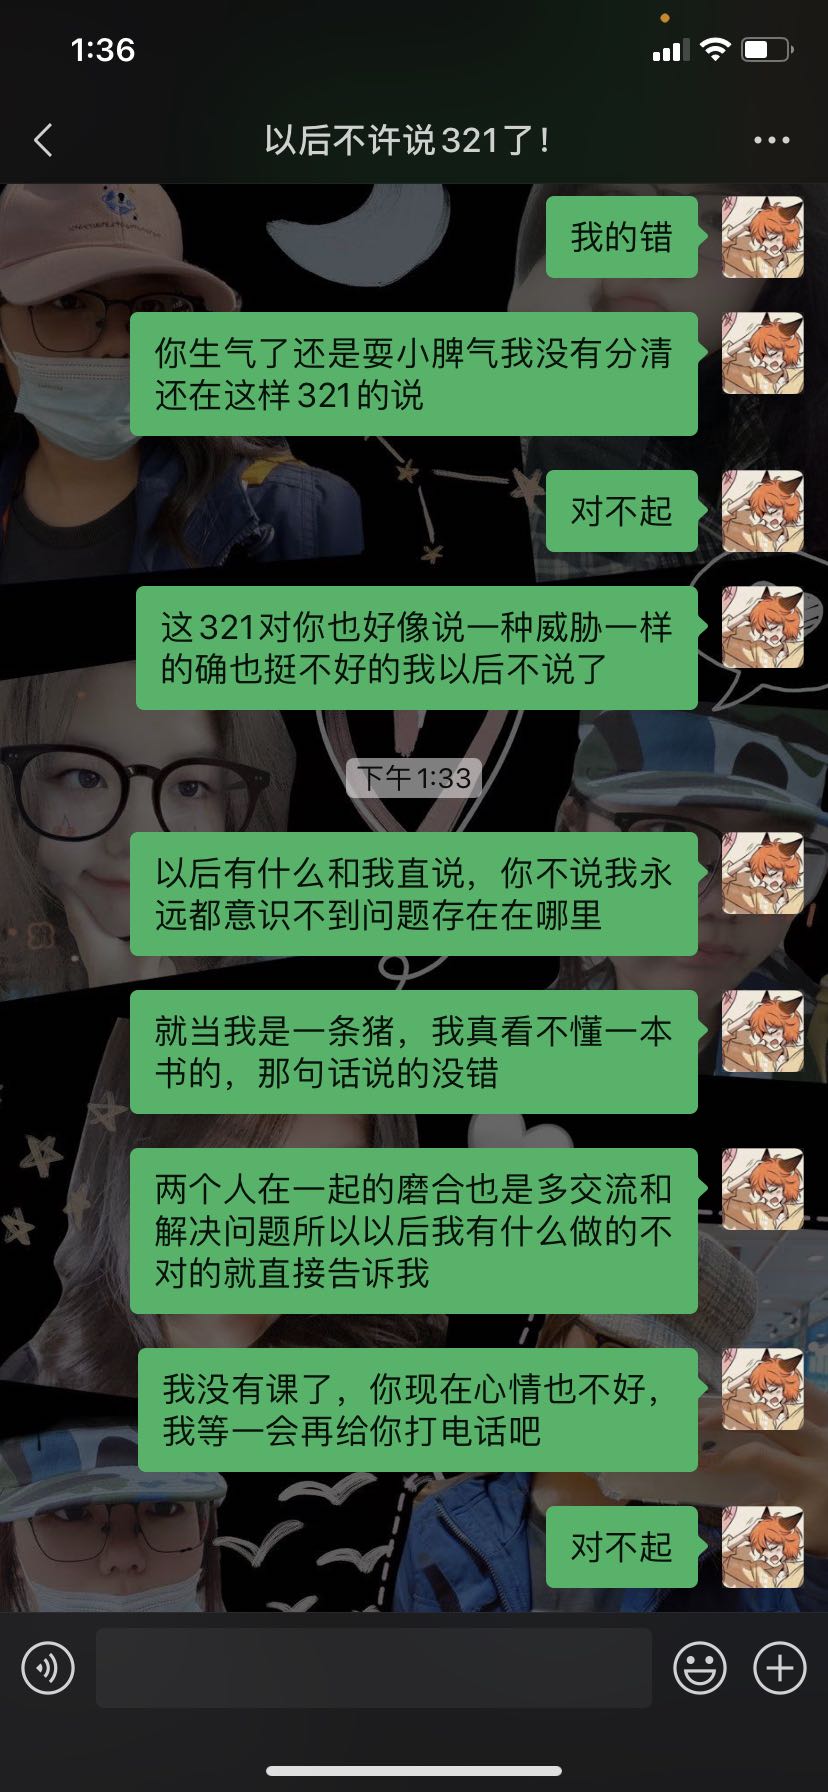 1:36
以后不许说321了!
我的错
你生气了还是耍小脾气我没有分清
还在这样321的说
对不起
这321对你也好像说一种威胁一样
的确也挺不好的我以后不说了
下午1:33
以后有什么和我直说，你不说我永
远都意识不到问题存在在哪里
就当我是一条猪，我真看不懂一本
书的，那句话说的没错
两个人在一起的磨合也是多交流和
解决问题所以以后我有什么做的不
对的就直接告诉我
我没有课了，你现在心情也不好，
我等一会再给你打电话吧
对不起